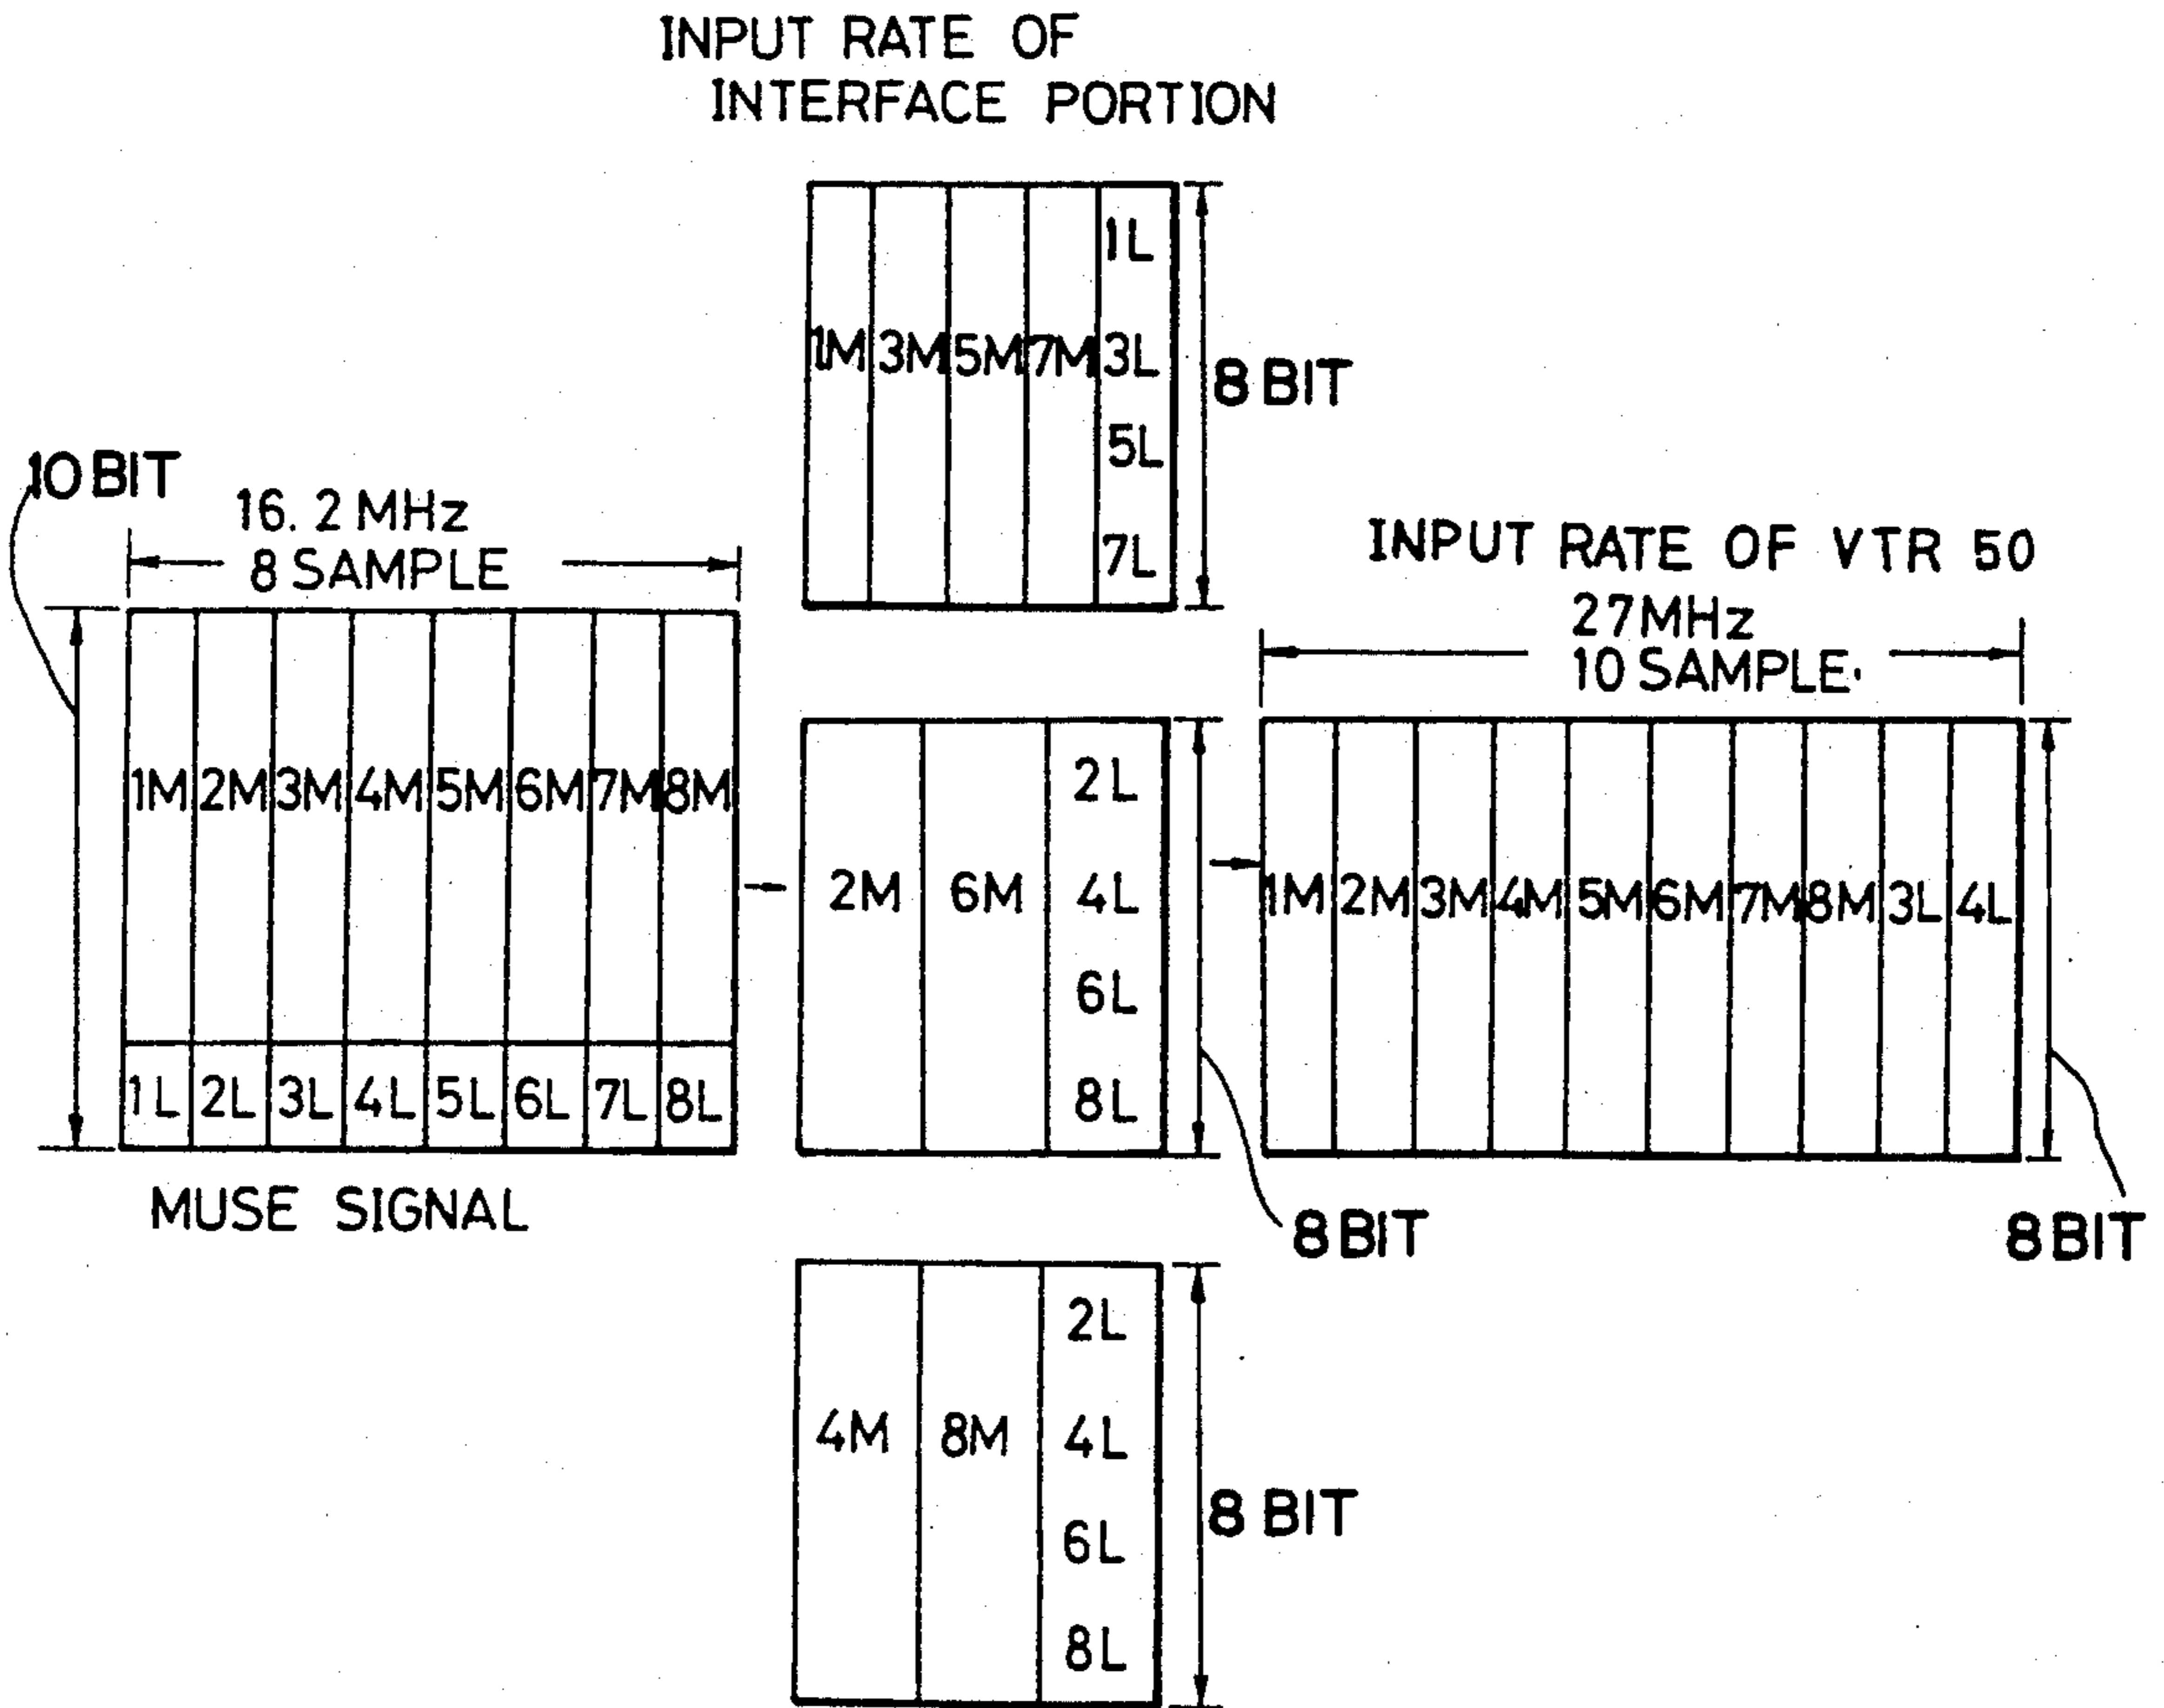 INPUT RATE OF
INTERFACE PORTION
1M 3M 5M 7M
1L
3L
5L
7L
8 BIT
10 BIT
16.2 MHz
8 SAMPLE
1M 2M 3M 4M 5M 6M 7M 8M
1L 2L 3L 4L 5L 6L 7L 8L
MUSE SIGNAL
2M 6M
2L
4L
6L
8L
8 BIT
INPUT RATE OF VTR 50
27 MHz
10 SAMPLE
1M 2M 3M 4M 5M 6M 7M 8M 3L 4L
8 BIT
4M 8M
2L
4L
6L
8L
8 BIT